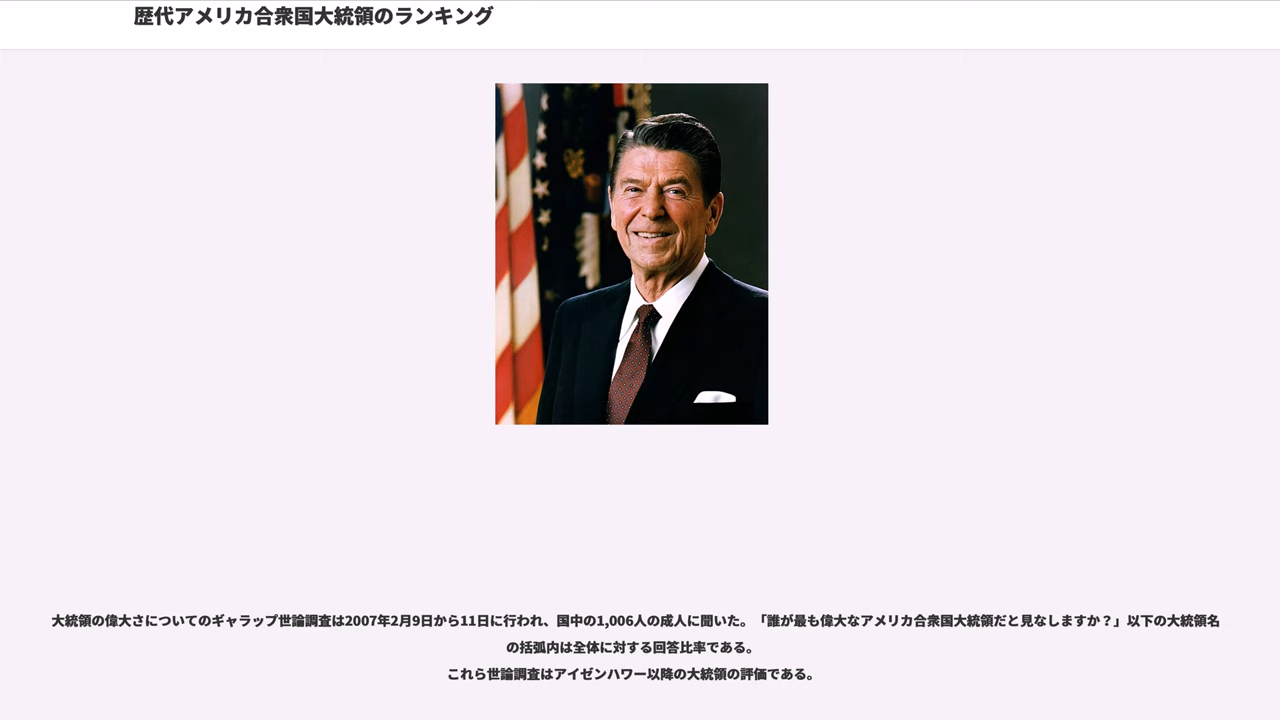 歴代アメリカ合衆国大統領のランキング
大統領の偉大さについてのギャラップ世論調査は2007年2月9日から11日に行われ、国中の1,006人の成人に聞いた。「誰が最も偉大なアメリカ合衆国大統領だと見なしますか？」以下の大統領名
の括弧内は全体に対する回答比率である。
これら世論調査はアイゼンハワー以降の大統領の評価である。